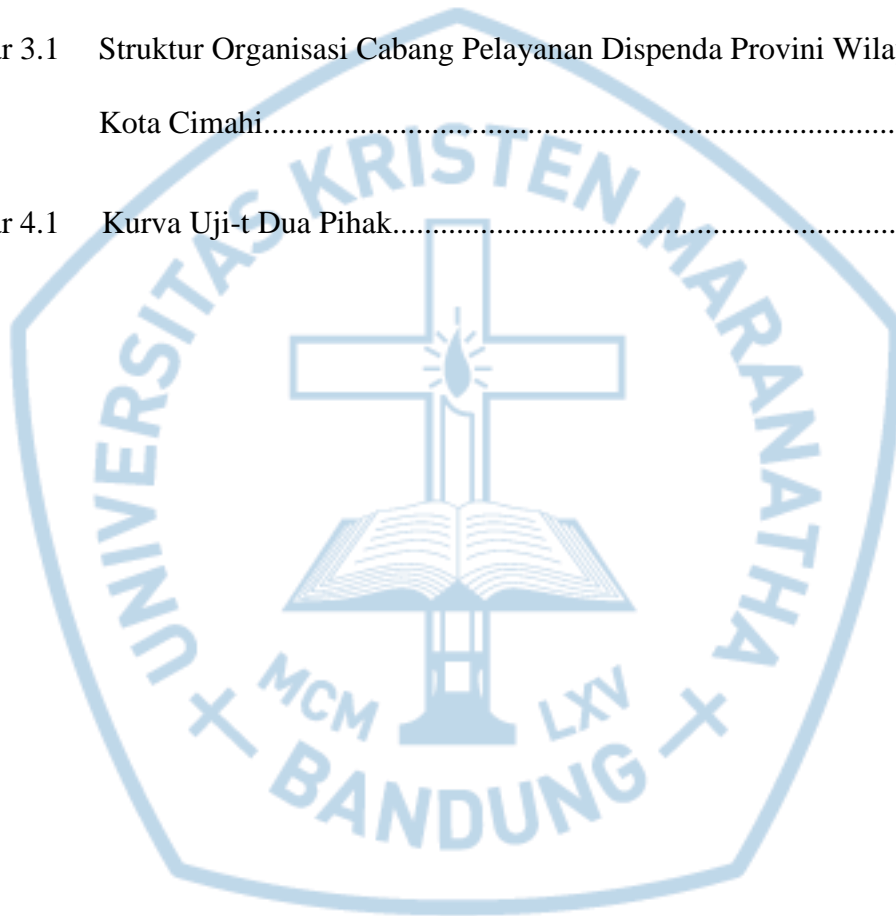 r 3.1 Struktur Organisasi Cabang Pelayanan Dispenda Provini Wila
Kota Cimahi....................................................................
r 4.1 Kurva Uji-t Dua Pihak.....................................................
UNIVERSITAS KRISTEN MARANATHA
MCM LXV
+ BANDUNG +